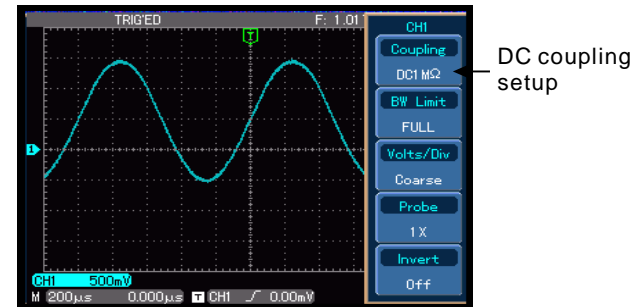 TRIG'ED F: 1.01
T
CH1
Coupling
DC1 MΩ
DC coupling
setup
BW Limit
FULL
1
Volts/Div
Coarse
Probe
1X
Invert
Off
CH1 500mV
M 200µs 0.000µs T CH1 0.00mV